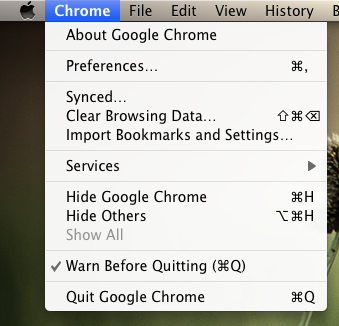 Chrome File Edit View History B
About Google Chrome
Preferences… ⌘,
Synced…
Clear Browsing Data… ⇧⌘⌫
Import Bookmarks and Settings…
Services
Hide Google Chrome ⌘H
Hide Others ⌥⌘H
Show All
✓ Warn Before Quitting (⌘Q)
Quit Google Chrome ⌘Q